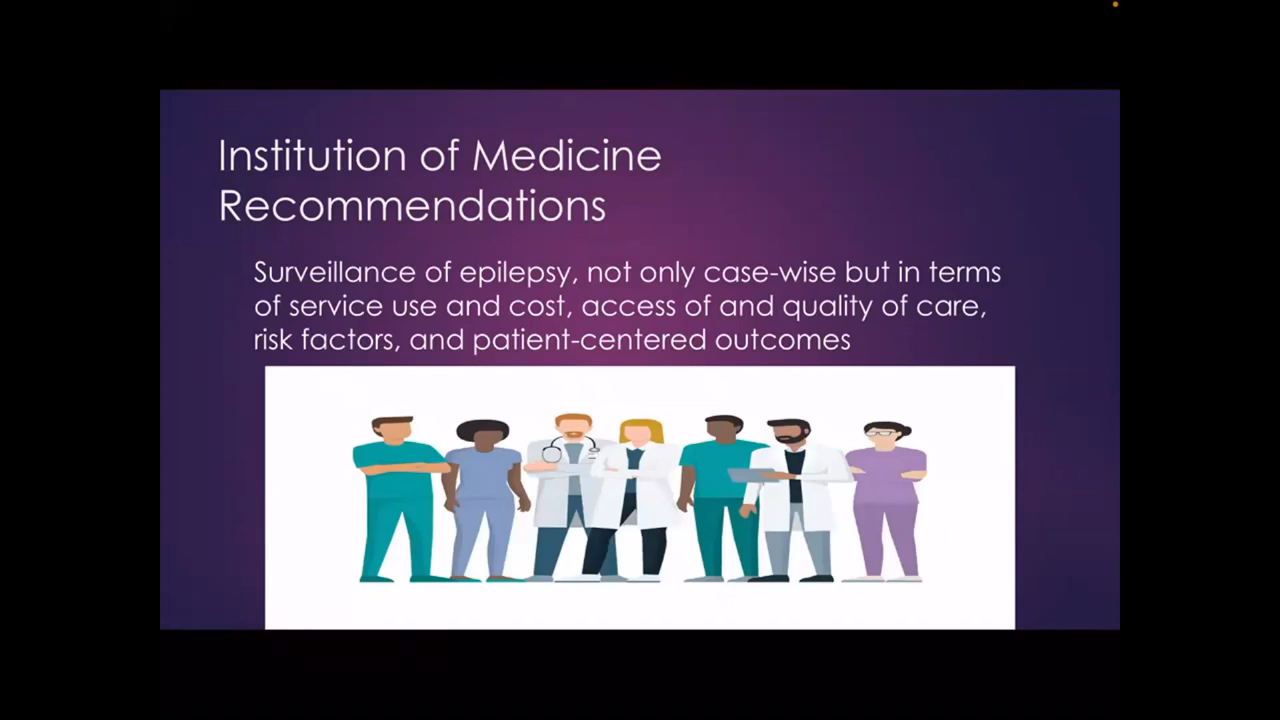 Institution of Medicine
Recommendations
Surveillance of epilepsy, not only case-wise but in terms
of service use and cost, access of and quality of care,
risk factors, and patient-centered outcomes